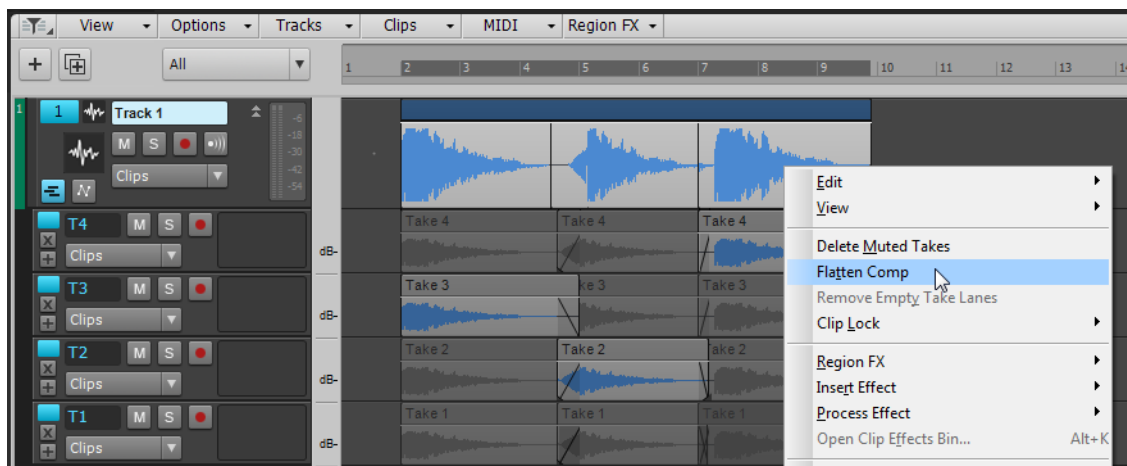 View Options Tracks Clips MIDI Region FX
All
1 2 3 4 5 6 7 8 9 10 11 12 13
1 1 Track 1
M S
Clips
-6
-18
-30
-42
-54
T4 M S
Clips
dB-
Take 4 Take 4 Take 4
T3 M S
Clips
dB-
Take 3 ke 3 Take 3
T2 M S
Clips
dB-
Take 2 Take 2 Take 2
T1 M S
Clips
dB-
Take 1 Take 1 Take 1
Edit
View
Delete Muted Takes
Flatten Comp
Remove Empty Take Lanes
Clip Lock
Region FX
Insert Effect
Process Effect
Open Clip Effects Bin... Alt+K